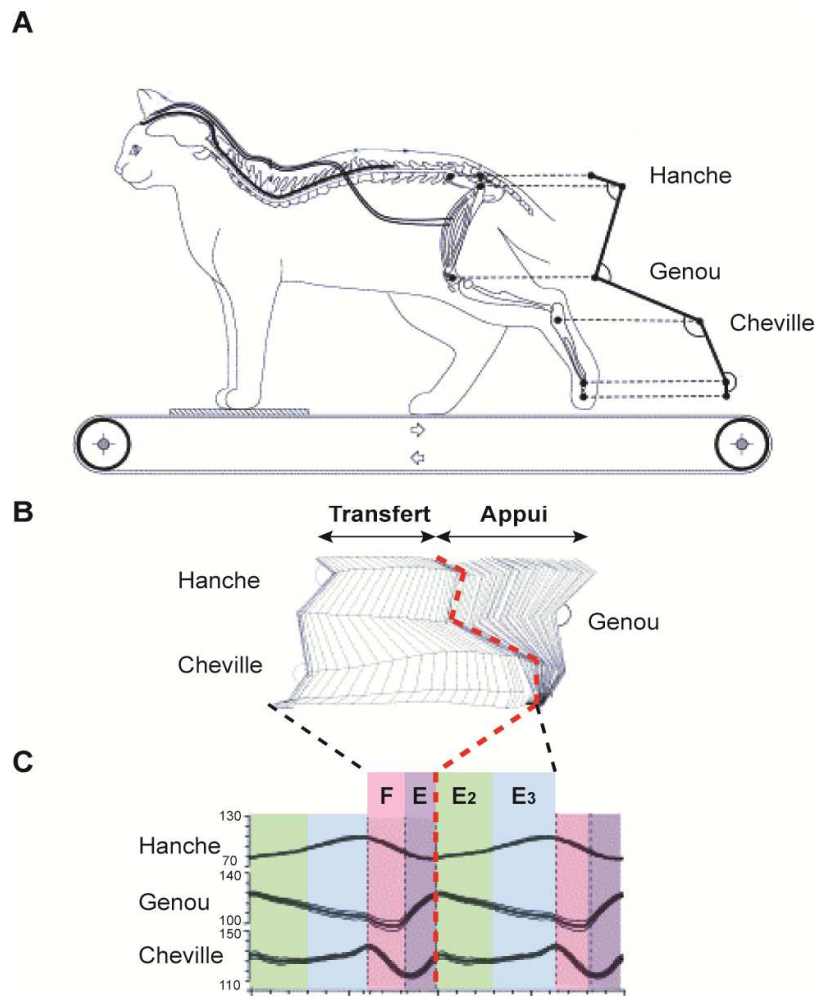 A
Hanche
Genou
Cheville
B
Transfert Appui
Hanche
Genou
Cheville
C
F E E2 E3
130
Hanche
70
140
Genou
100
150
Cheville
110